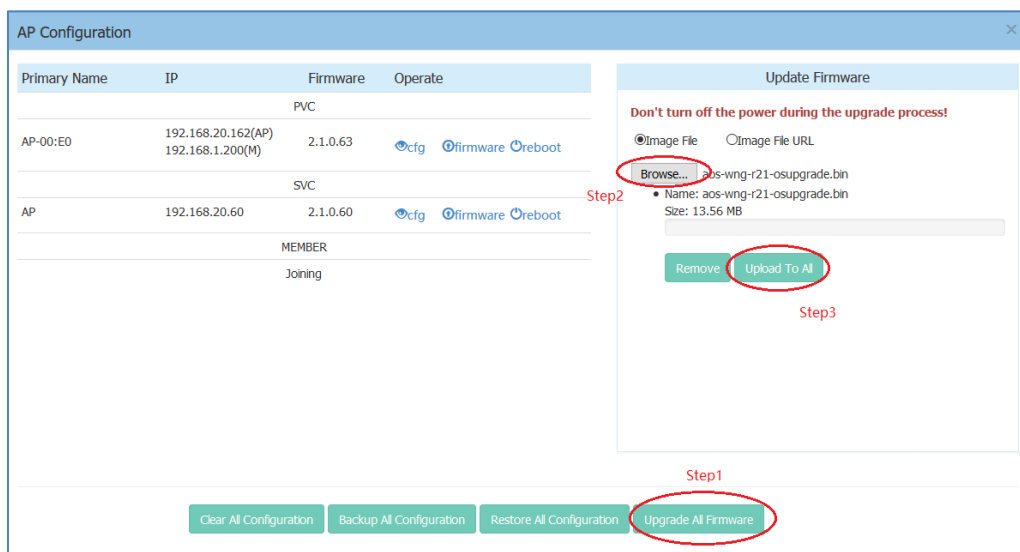 AP Configuration ×
Primary Name IP Firmware Operate
PVC
AP-00:E0 192.168.20.162(AP) 2.1.0.63 cfg firmware reboot
192.168.1.200(M)
SVC
AP 192.168.20.60 2.1.0.60 cfg firmware reboot
MEMBER
Joining
Update Firmware
Don't turn off the power during the upgrade process!
Image File Image File URL
Browse... aos-wng-r21-osupgrade.bin
Step2
• Name: aos-wng-r21-osupgrade.bin
Size: 13.56 MB
Remove Upload To All
Step3
Step1
Clear All Configuration Backup All Configuration Restore All Configuration Upgrade All Firmware